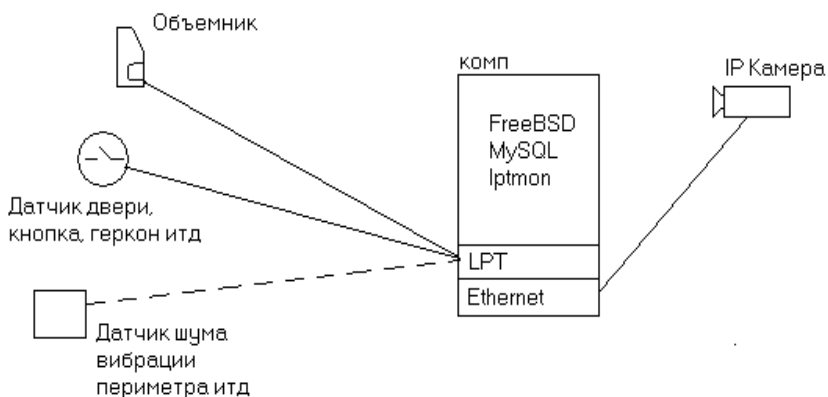 Объемник
комп
IP Камера
FreeBSD
MySQL
lptmon
Датчик двери,
кнопка, геркон итд
LPT
Ethernet
Датчик шума
вибрации
периметра итд